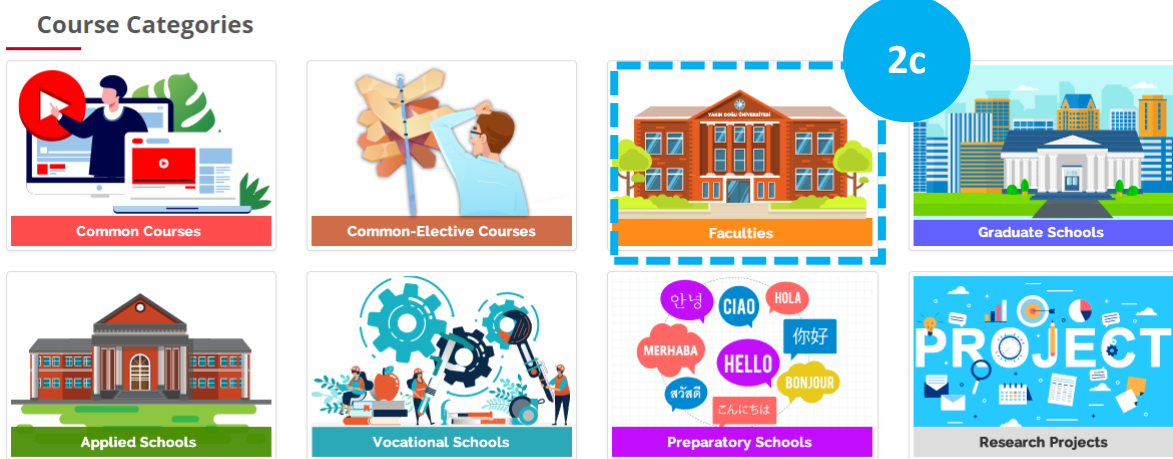 Course Categories
2c
YAKIN DOĞU ÜNİVERSİTESİ
Common Courses
Common-Elective Courses
Faculties
Graduate Schools
안녕
CIAO
HOLA
你好
MERHABA
HELLO
BONJOUR
สวัสดี
こんにちは
PROJECT
Applied Schools
Vocational Schools
Preparatory Schools
Research Projects